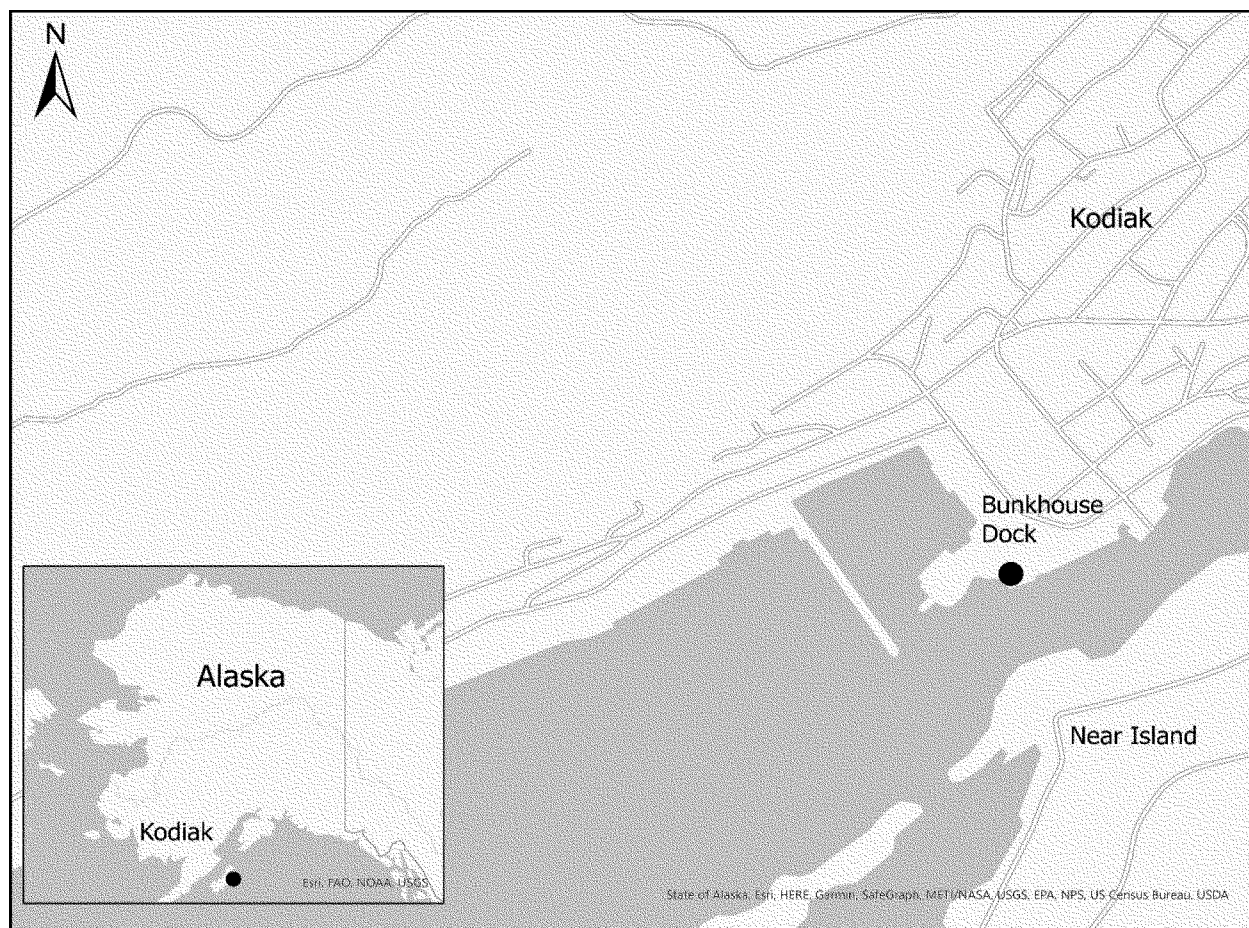 N
Kodiak
Bunkhouse
Dock
Near Island
Alaska
Kodiak
Esri, FAO, NOAA, USGS
State of Alaska, Esri, HERE, Garmin, SafeGraph, METI/NASA, USGS, EPA, NPS, US Census Bureau, USDA